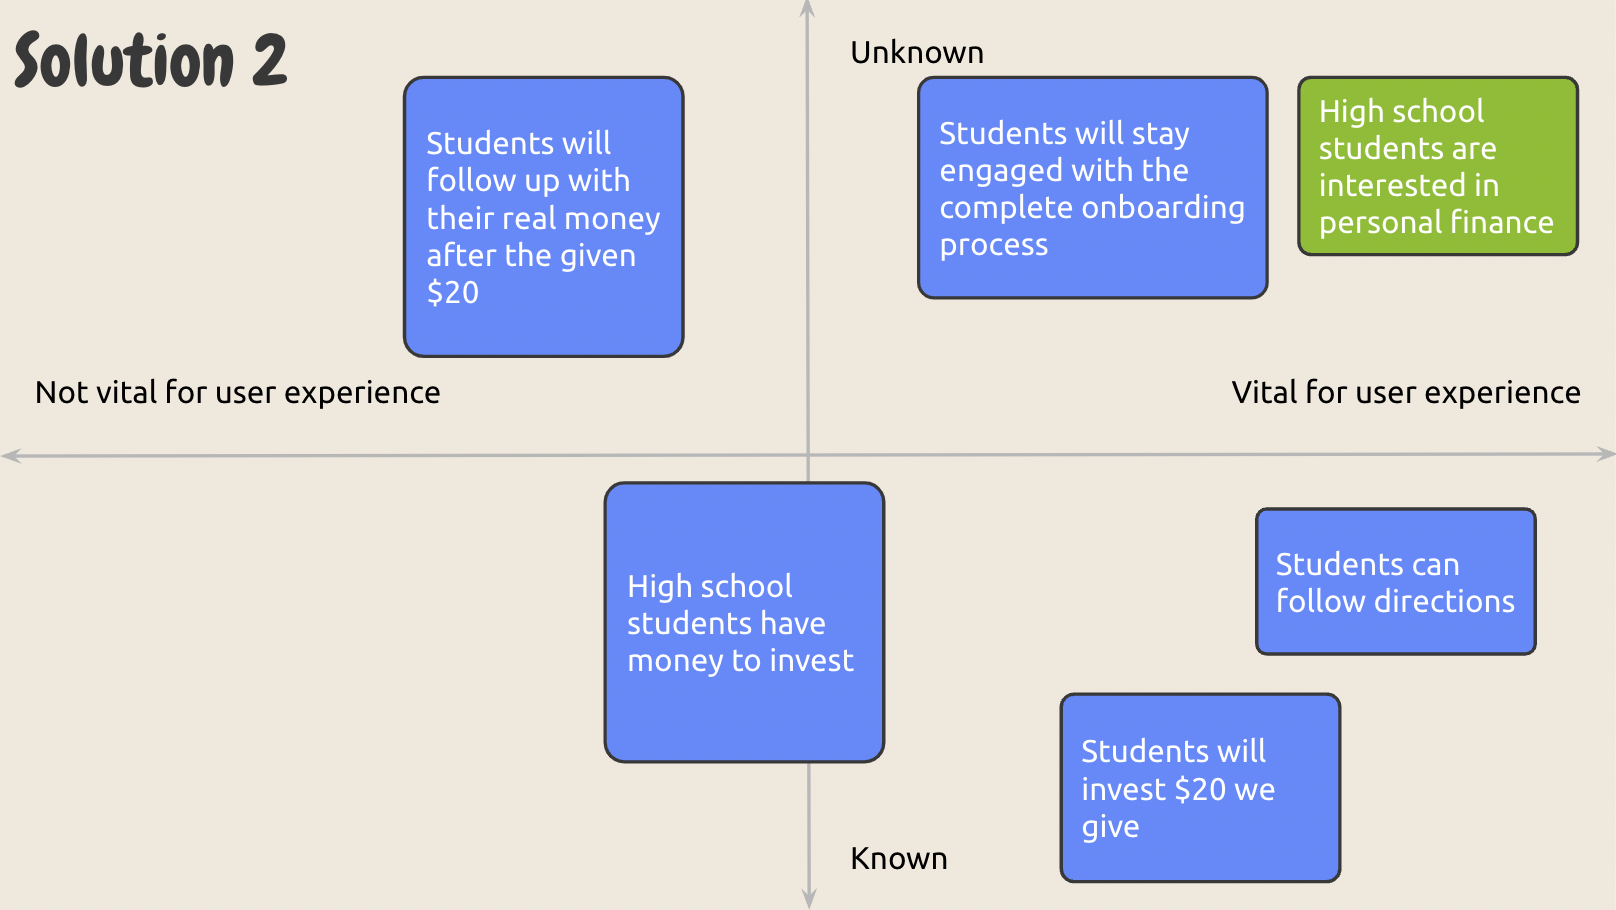 Solution 2
Unknown
Students will
follow up with
their real money
after the given
$20
Students will stay
engaged with the
complete onboarding
process
High school
students are
interested in
personal finance
Not vital for user experience
Vital for user experience
High school
students have
money to invest
Students can
follow directions
Students will
invest $20 we
give
Known